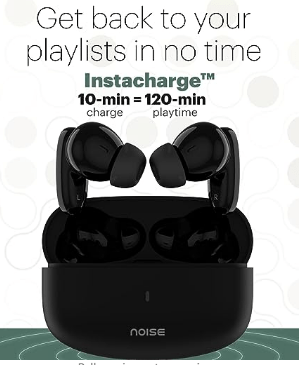 Get back to your
playlists in no time
Instacharge™
10-min = 120-min
charge playtime
L R
NOISE